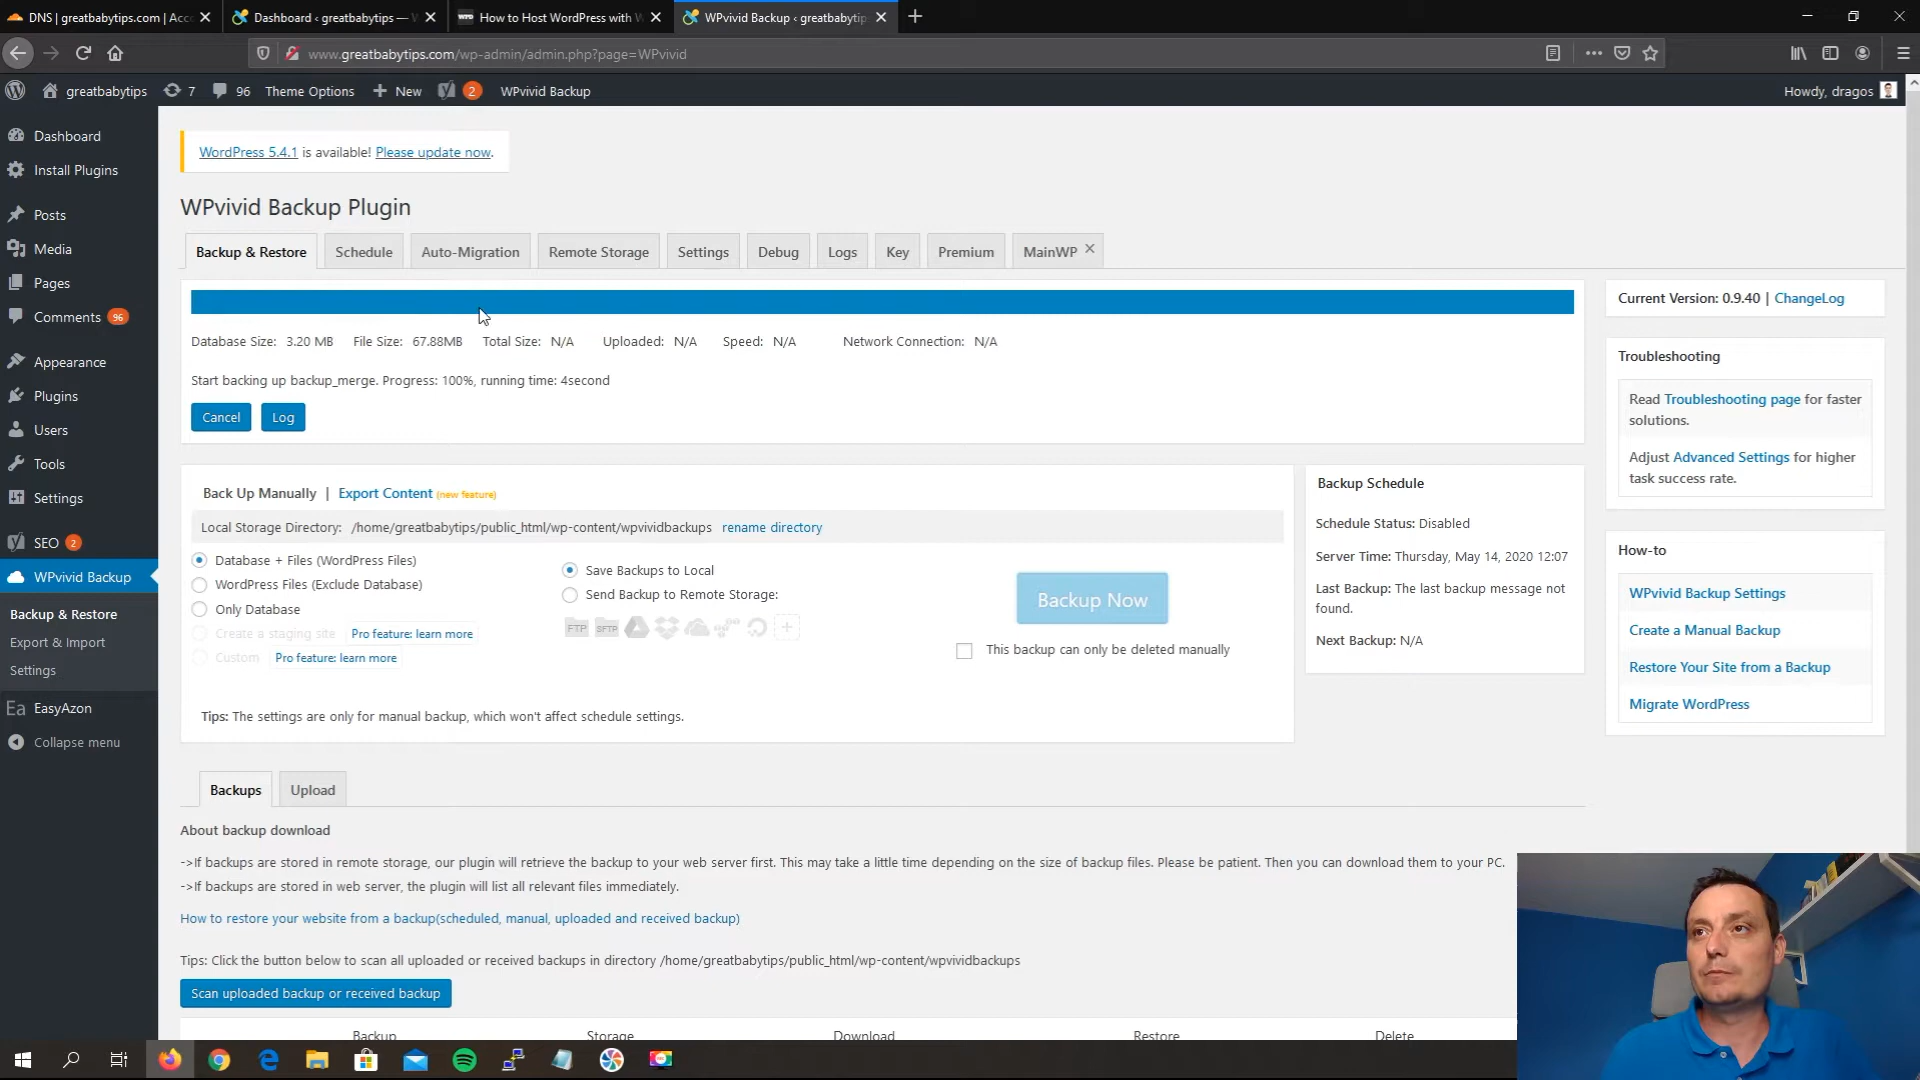 DNS | greatbabytips.com | Acc
Dashboard ‹ greatbabytips — W
How to Host WordPress with W
WPvivid Backup ‹ greatbabytip
www.greatbabytips.com/wp-admin/admin.php?page=WPvivid
greatbabytips 7 96 Theme Options + New 2 WPvivid Backup
Howdy, dragos
Dashboard
Install Plugins
Posts
Media
Pages
Comments 96
Appearance
Plugins
Users
Tools
Settings
SEO 2
WPvivid Backup
Backup & Restore
Export & Import
Settings
Ea EasyAzon
Collapse menu
WordPress 5.4.1 is available! Please update now.
WPvivid Backup Plugin
Backup & Restore
Schedule
Auto-Migration
Remote Storage
Settings
Debug
Logs
Key
Premium
MainWP
Database Size: 3.20 MB File Size: 67.88MB Total Size: N/A Uploaded: N/A Speed: N/A Network Connection: N/A
Start backing up backup_merge. Progress: 100%, running time: 4second
Cancel
Log
Back Up Manually | Export Content (new feature)
Local Storage Directory: /home/greatbabytips/public_html/wp-content/wpvividbackups rename directory
Database + Files (WordPress Files)
WordPress Files (Exclude Database)
Only Database
Create a staging site Pro feature: learn more
Custom Pro feature: learn more
Save Backups to Local
Send Backup to Remote Storage:
FTP SFTP
Backup Now
This backup can only be deleted manually
Tips: The settings are only for manual backup, which won't affect schedule settings.
Backup Schedule
Schedule Status: Disabled
Server Time: Thursday, May 14, 2020 12:07
Last Backup: The last backup message not
found.
Next Backup: N/A
Current Version: 0.9.40 | ChangeLog
Troubleshooting
Read Troubleshooting page for faster
solutions.
Adjust Advanced Settings for higher
task success rate.
How-to
WPvivid Backup Settings
Create a Manual Backup
Restore Your Site from a Backup
Migrate WordPress
Backups
Upload
About backup download
->If backups are stored in remote storage, our plugin will retrieve the backup to your web server first. This may take a little time depending on the size of backup files. Please be patient. Then you can download them to your PC.
->If backups are stored in web server, the plugin will list all relevant files immediately.
How to restore your website from a backup(scheduled, manual, uploaded and received backup)
Tips: Click the button below to scan all uploaded or received backups in directory /home/greatbabytips/public_html/wp-content/wpvividbackups
Scan uploaded backup or received backup
Backup Storage Download Restore Delete